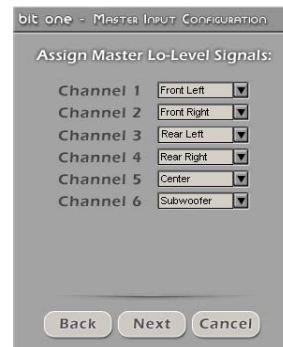 bit one - Master Input Configuration
Assign Master Lo-Level Signals:
Channel 1 Front Left
Channel 2 Front Right
Channel 3 Rear Left
Channel 4 Rear Right
Channel 5 Center
Channel 6 Subwoofer
Back Next Cancel